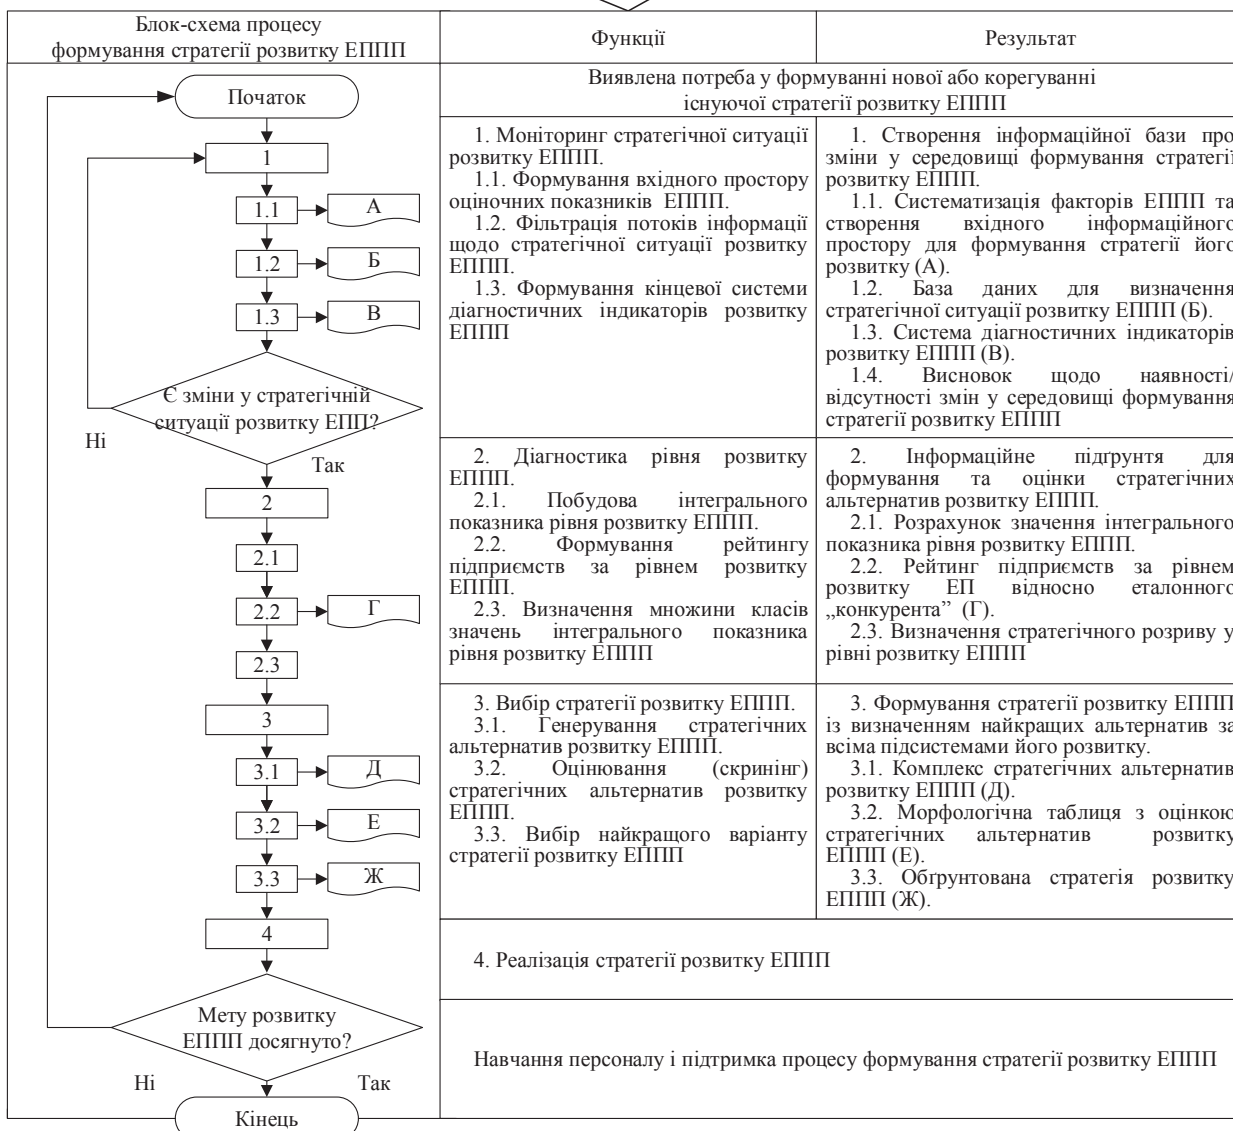 Блок-схема процесу
формування стратегії розвитку ЕППП
Функції
Результат
Початок
1
1.1
А
1.2
Б
1.3
В
Є зміни у стратегічній
ситуації розвитку ЕПП?
Ні
Так
2
2.1
2.2
Г
2.3
3
3.1
Д
3.2
Е
3.3
Ж
4
Мету розвитку
ЕППП досягнуто?
Ні
Так
Кінець
Виявлена потреба у формуванні нової або корегуванні
існуючої стратегії розвитку ЕППП
1. Моніторинг стратегічної ситуації
розвитку ЕППП.
1.1. Формування вхідного простору
оціночних показників ЕППП.
1.2. Фільтрація потоків інформації
щодо стратегічної ситуації розвитку
ЕППП.
1.3. Формування кінцевої системи
діагностичних індикаторів розвитку
ЕППП
1. Створення інформаційної бази про
зміни у середовищі формування стратегії
розвитку ЕППП.
1.1. Систематизація факторів ЕППП та
створення вхідного інформаційного
простору для формування стратегії його
розвитку (А).
1.2. База даних для визначення
стратегічної ситуації розвитку ЕППП (Б).
1.3. Система діагностичних індикаторів
розвитку ЕППП (В).
1.4. Висновок щодо наявності/
відсутності змін у середовищі формування
стратегії розвитку ЕППП
2. Діагностика рівня розвитку
ЕППП.
2.1. Побудова інтегрального
показника рівня розвитку ЕППП.
2.2. Формування рейтингу
підприємств за рівнем розвитку
ЕППП.
2.3. Визначення множини класів
значень інтегрального показника
рівня розвитку ЕППП
2. Інформаційне підґрунтя для
формування та оцінки стратегічних
альтернатив розвитку ЕППП.
2.1. Розрахунок значення інтегрального
показника рівня розвитку ЕППП.
2.2. Рейтинг підприємств за рівнем
розвитку ЕП відносно еталонного
„конкурента” (Г).
2.3. Визначення стратегічного розриву у
рівні розвитку ЕППП
3. Вибір стратегії розвитку ЕППП.
3.1. Генерування стратегічних
альтернатив розвитку ЕППП.
3.2. Оцінювання (скринінг)
стратегічних альтернатив розвитку
ЕППП.
3.3. Вибір найкращого варіанту
стратегії розвитку ЕППП
3. Формування стратегії розвитку ЕППП
із визначенням найкращих альтернатив за
всіма підсистемами його розвитку.
3.1. Комплекс стратегічних альтернатив
розвитку ЕППП (Д).
3.2. Морфологічна таблиця з оцінкою
стратегічних альтернатив розвитку
ЕППП (Е).
3.3. Обґрунтована стратегія розвитку
ЕППП (Ж).
4. Реалізація стратегії розвитку ЕППП
Навчання персоналу і підтримка процесу формування стратегії розвитку ЕППП